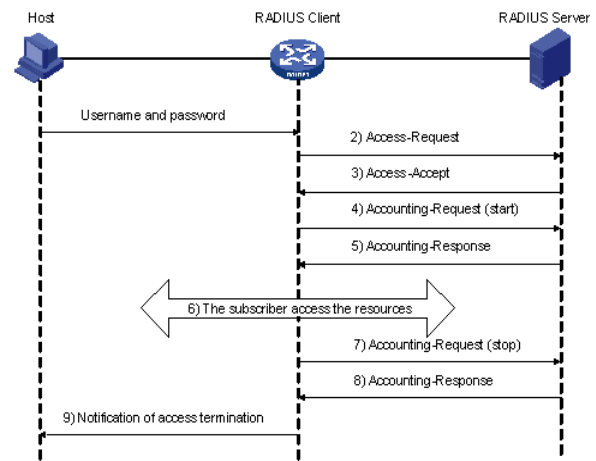 Host
RADIUS Client
RADIUS Server
Username and password
2) Access-Request
3) Access-Accept
4) Accounting-Request (start)
5) Accounting-Response
6) The subscriber access the resources
7) Accounting-Request (stop)
8) Accounting-Response
9) Notification of access termination